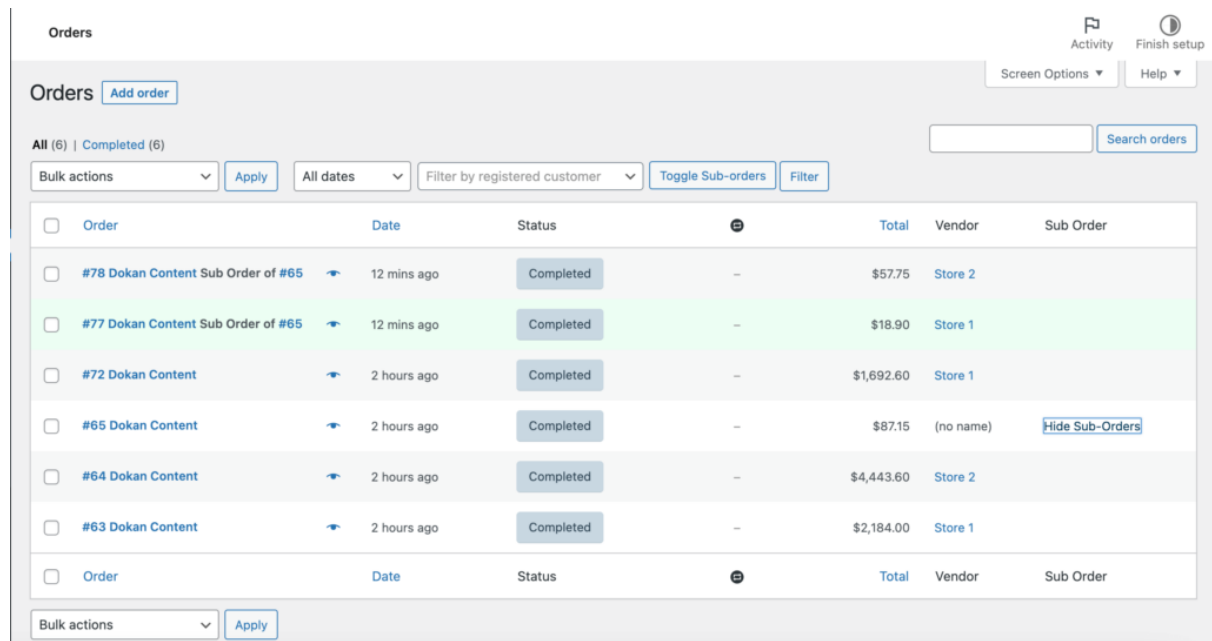 Orders
Activity
Finish setup
Screen Options ▼
Help ▼
Orders Add order
All (6) | Completed (6)
Search orders
Bulk actions Apply All dates Filter by registered customer Toggle Sub-orders Filter
Order Date Status Total Vendor Sub Order
#78 Dokan Content Sub Order of #65 12 mins ago Completed – $57.75 Store 2
#77 Dokan Content Sub Order of #65 12 mins ago Completed – $18.90 Store 1
#72 Dokan Content 2 hours ago Completed – $1,692.60 Store 1
#65 Dokan Content 2 hours ago Completed – $87.15 (no name) Hide Sub-Orders
#64 Dokan Content 2 hours ago Completed – $4,443.60 Store 2
#63 Dokan Content 2 hours ago Completed – $2,184.00 Store 1
Order Date Status Total Vendor Sub Order
Bulk actions Apply